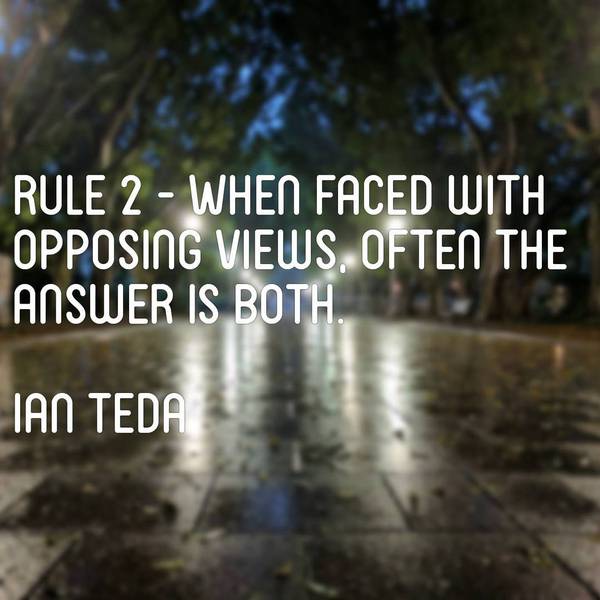 RULE 2 - WHEN FACED WITH
OPPOSING VIEWS, OFTEN THE
ANSWER IS BOTH.
IAN TEDA